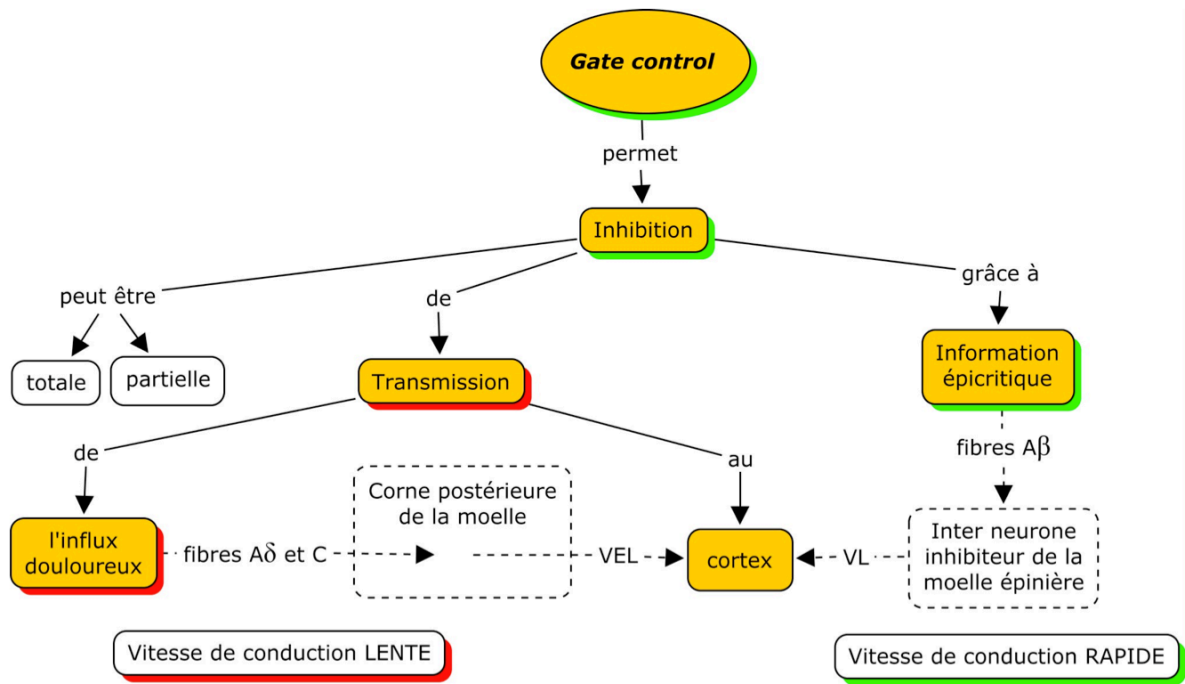 Gate control
permet
Inhibition
peut être
de
grâce à
totale
partielle
Transmission
Information
épicritique
de
au
fibres Aβ
Corne postérieure
de la moelle
l'influx
douloureux
fibres Aδ et C
VEL
cortex
VL
Inter neurone
inhibiteur de la
moelle épinière
Vitesse de conduction LENTE
Vitesse de conduction RAPIDE